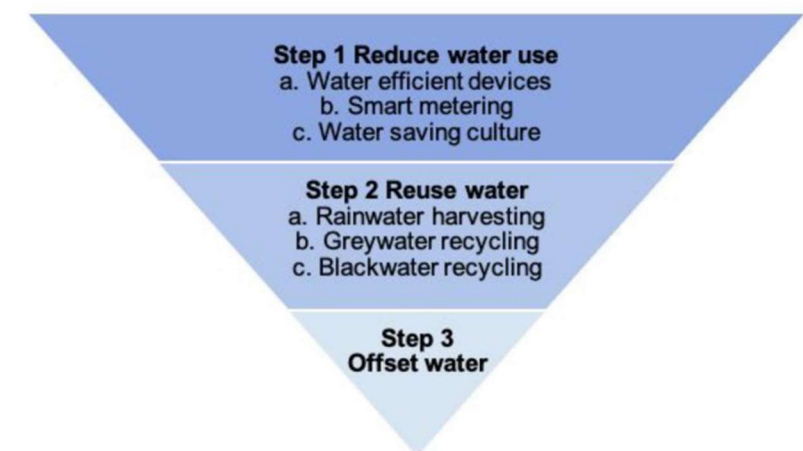 Step 1 Reduce water use
a. Water efficient devices
b. Smart metering
c. Water saving culture
Step 2 Reuse water
a. Rainwater harvesting
b. Greywater recycling
c. Blackwater recycling
Step 3
Offset water